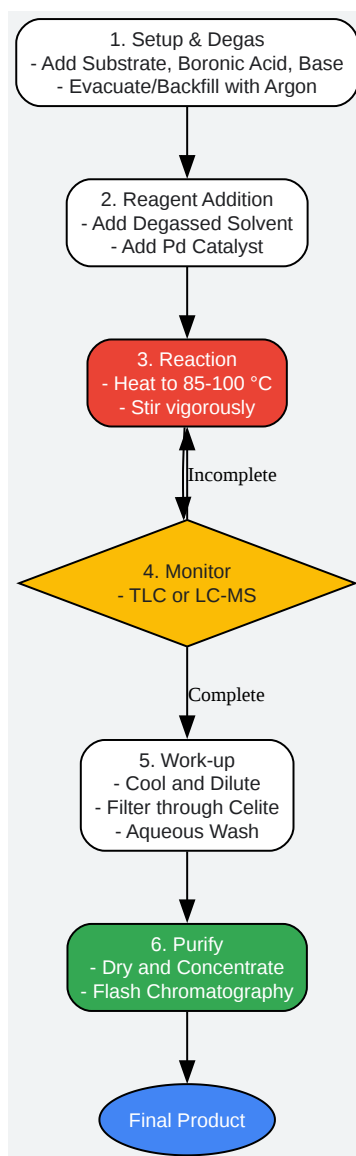 1. Setup & Degas
- Add Substrate, Boronic Acid, Base
- Evacuate/Backfill with Argon
2. Reagent Addition
- Add Degassed Solvent
- Add Pd Catalyst
3. Reaction
- Heat to 85-100 °C
- Stir vigorously
Incomplete
4. Monitor
- TLC or LC-MS
Complete
5. Work-up
- Cool and Dilute
- Filter through Celite
- Aqueous Wash
6. Purify
- Dry and Concentrate
- Flash Chromatography
Final Product